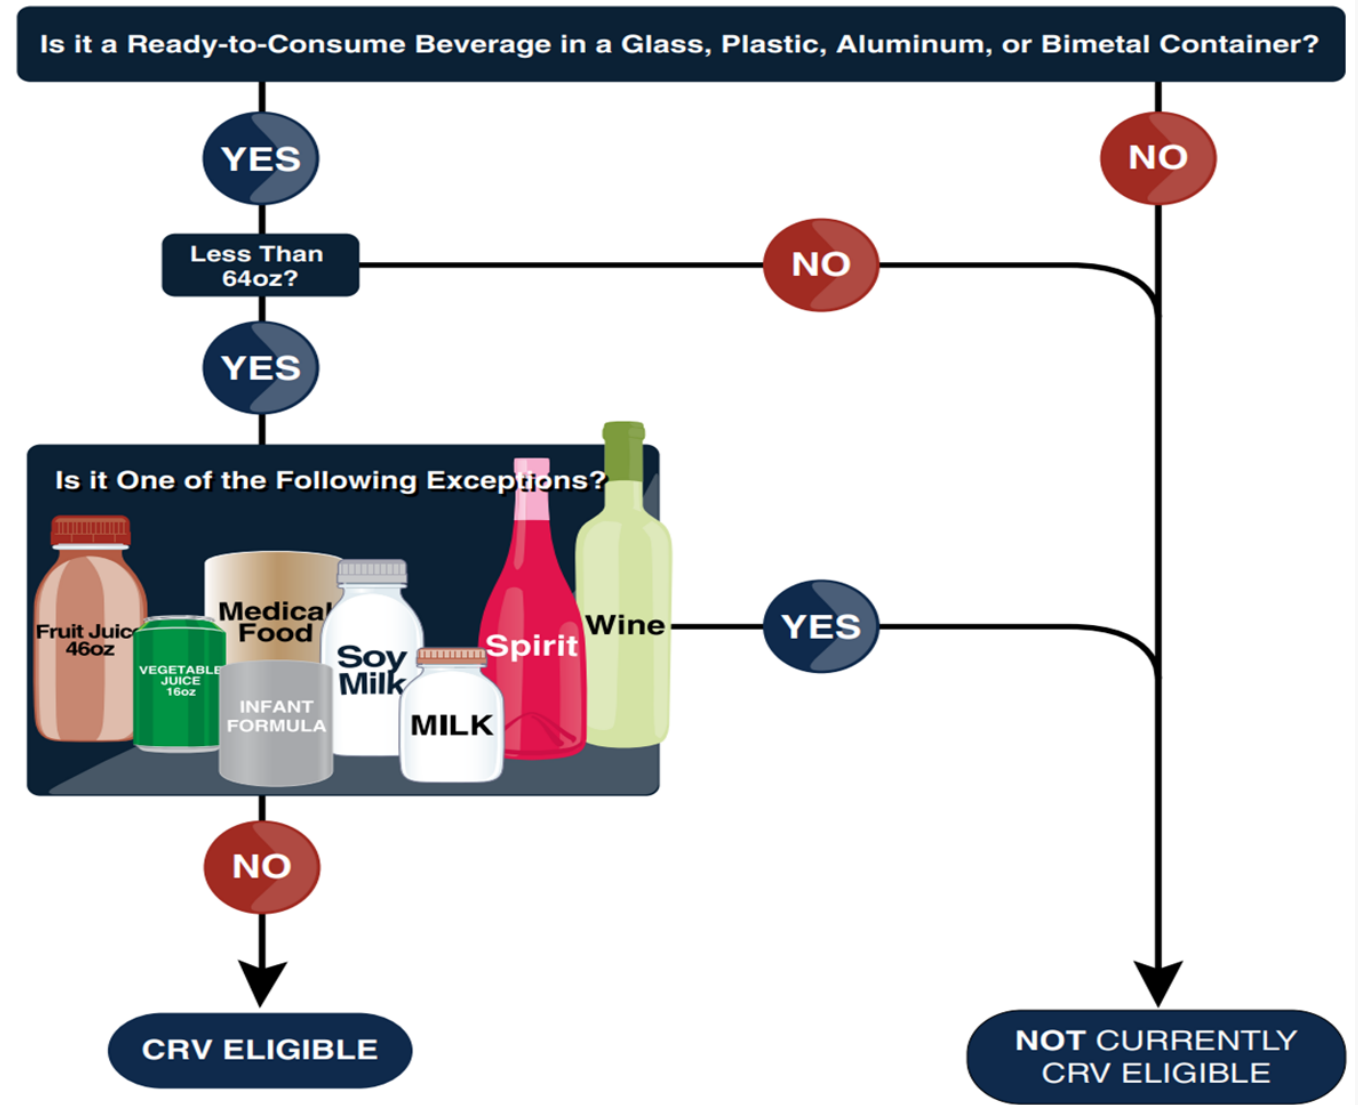 Is it a Ready-to-Consume Beverage in a Glass, Plastic, Aluminum, or Bimetal Container?
YES
NO
Less Than
64oz?
NO
YES
Is it One of the Following Exceptions?
Fruit Juic
46oz
VEGETABLE
JUICE
16oz
Medical
Food
INFANT
FORMULA
Soy
Milk
MILK
Spirit
Wine
YES
NO
CRV ELIGIBLE
NOT CURRENTLY
CRV ELIGIBLE